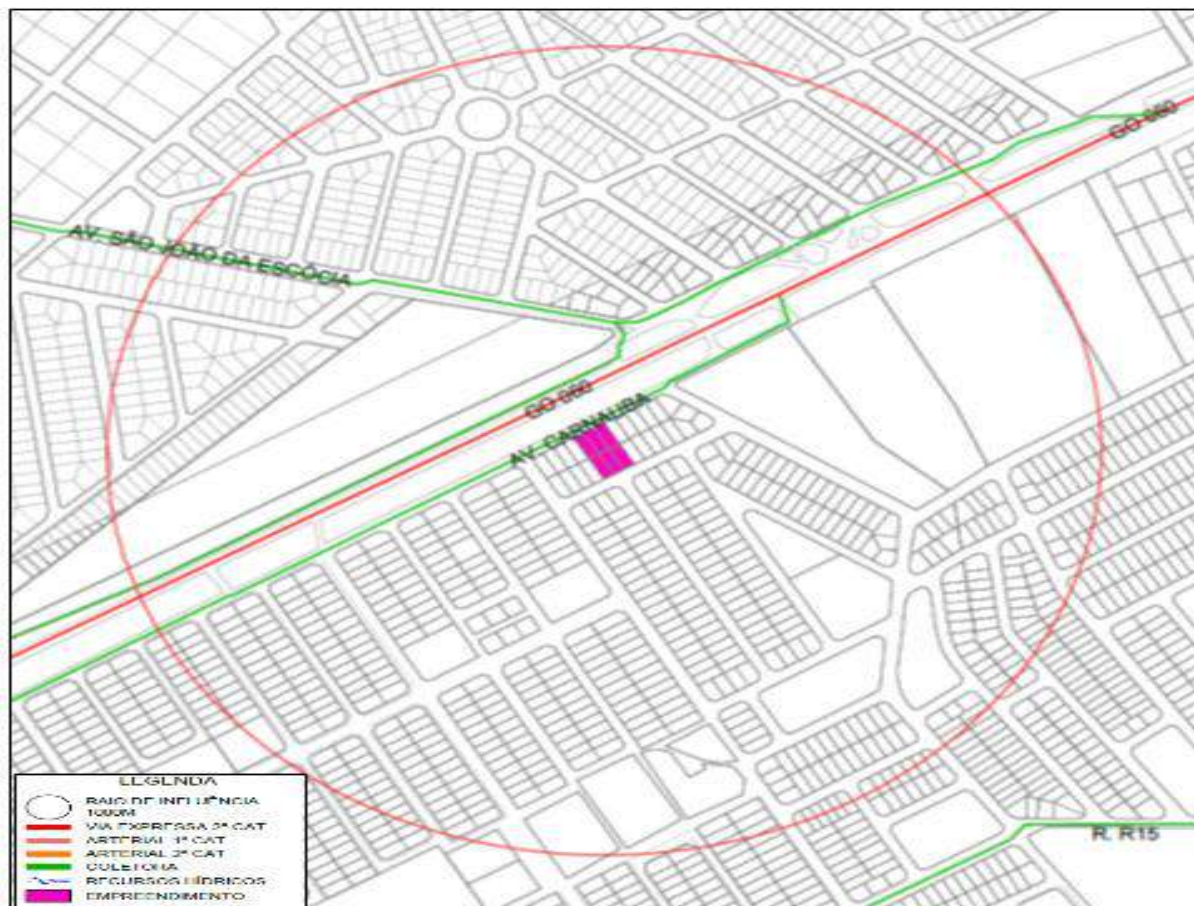 GO 060
AV. SÃO JOÃO DA ESCÓCIA
GO 060
AV. CARNAUBA
R. R15
LEGENDA
RAIO DE INFLUÊNCIA
1000M
VIA EXPRESSA 2ª CAT
ARTERIAL 1ª CAT
ARTERIAL 2ª CAT
COLETORA
RECURSOS HÍDRICOS
EMPREENDIMENTO